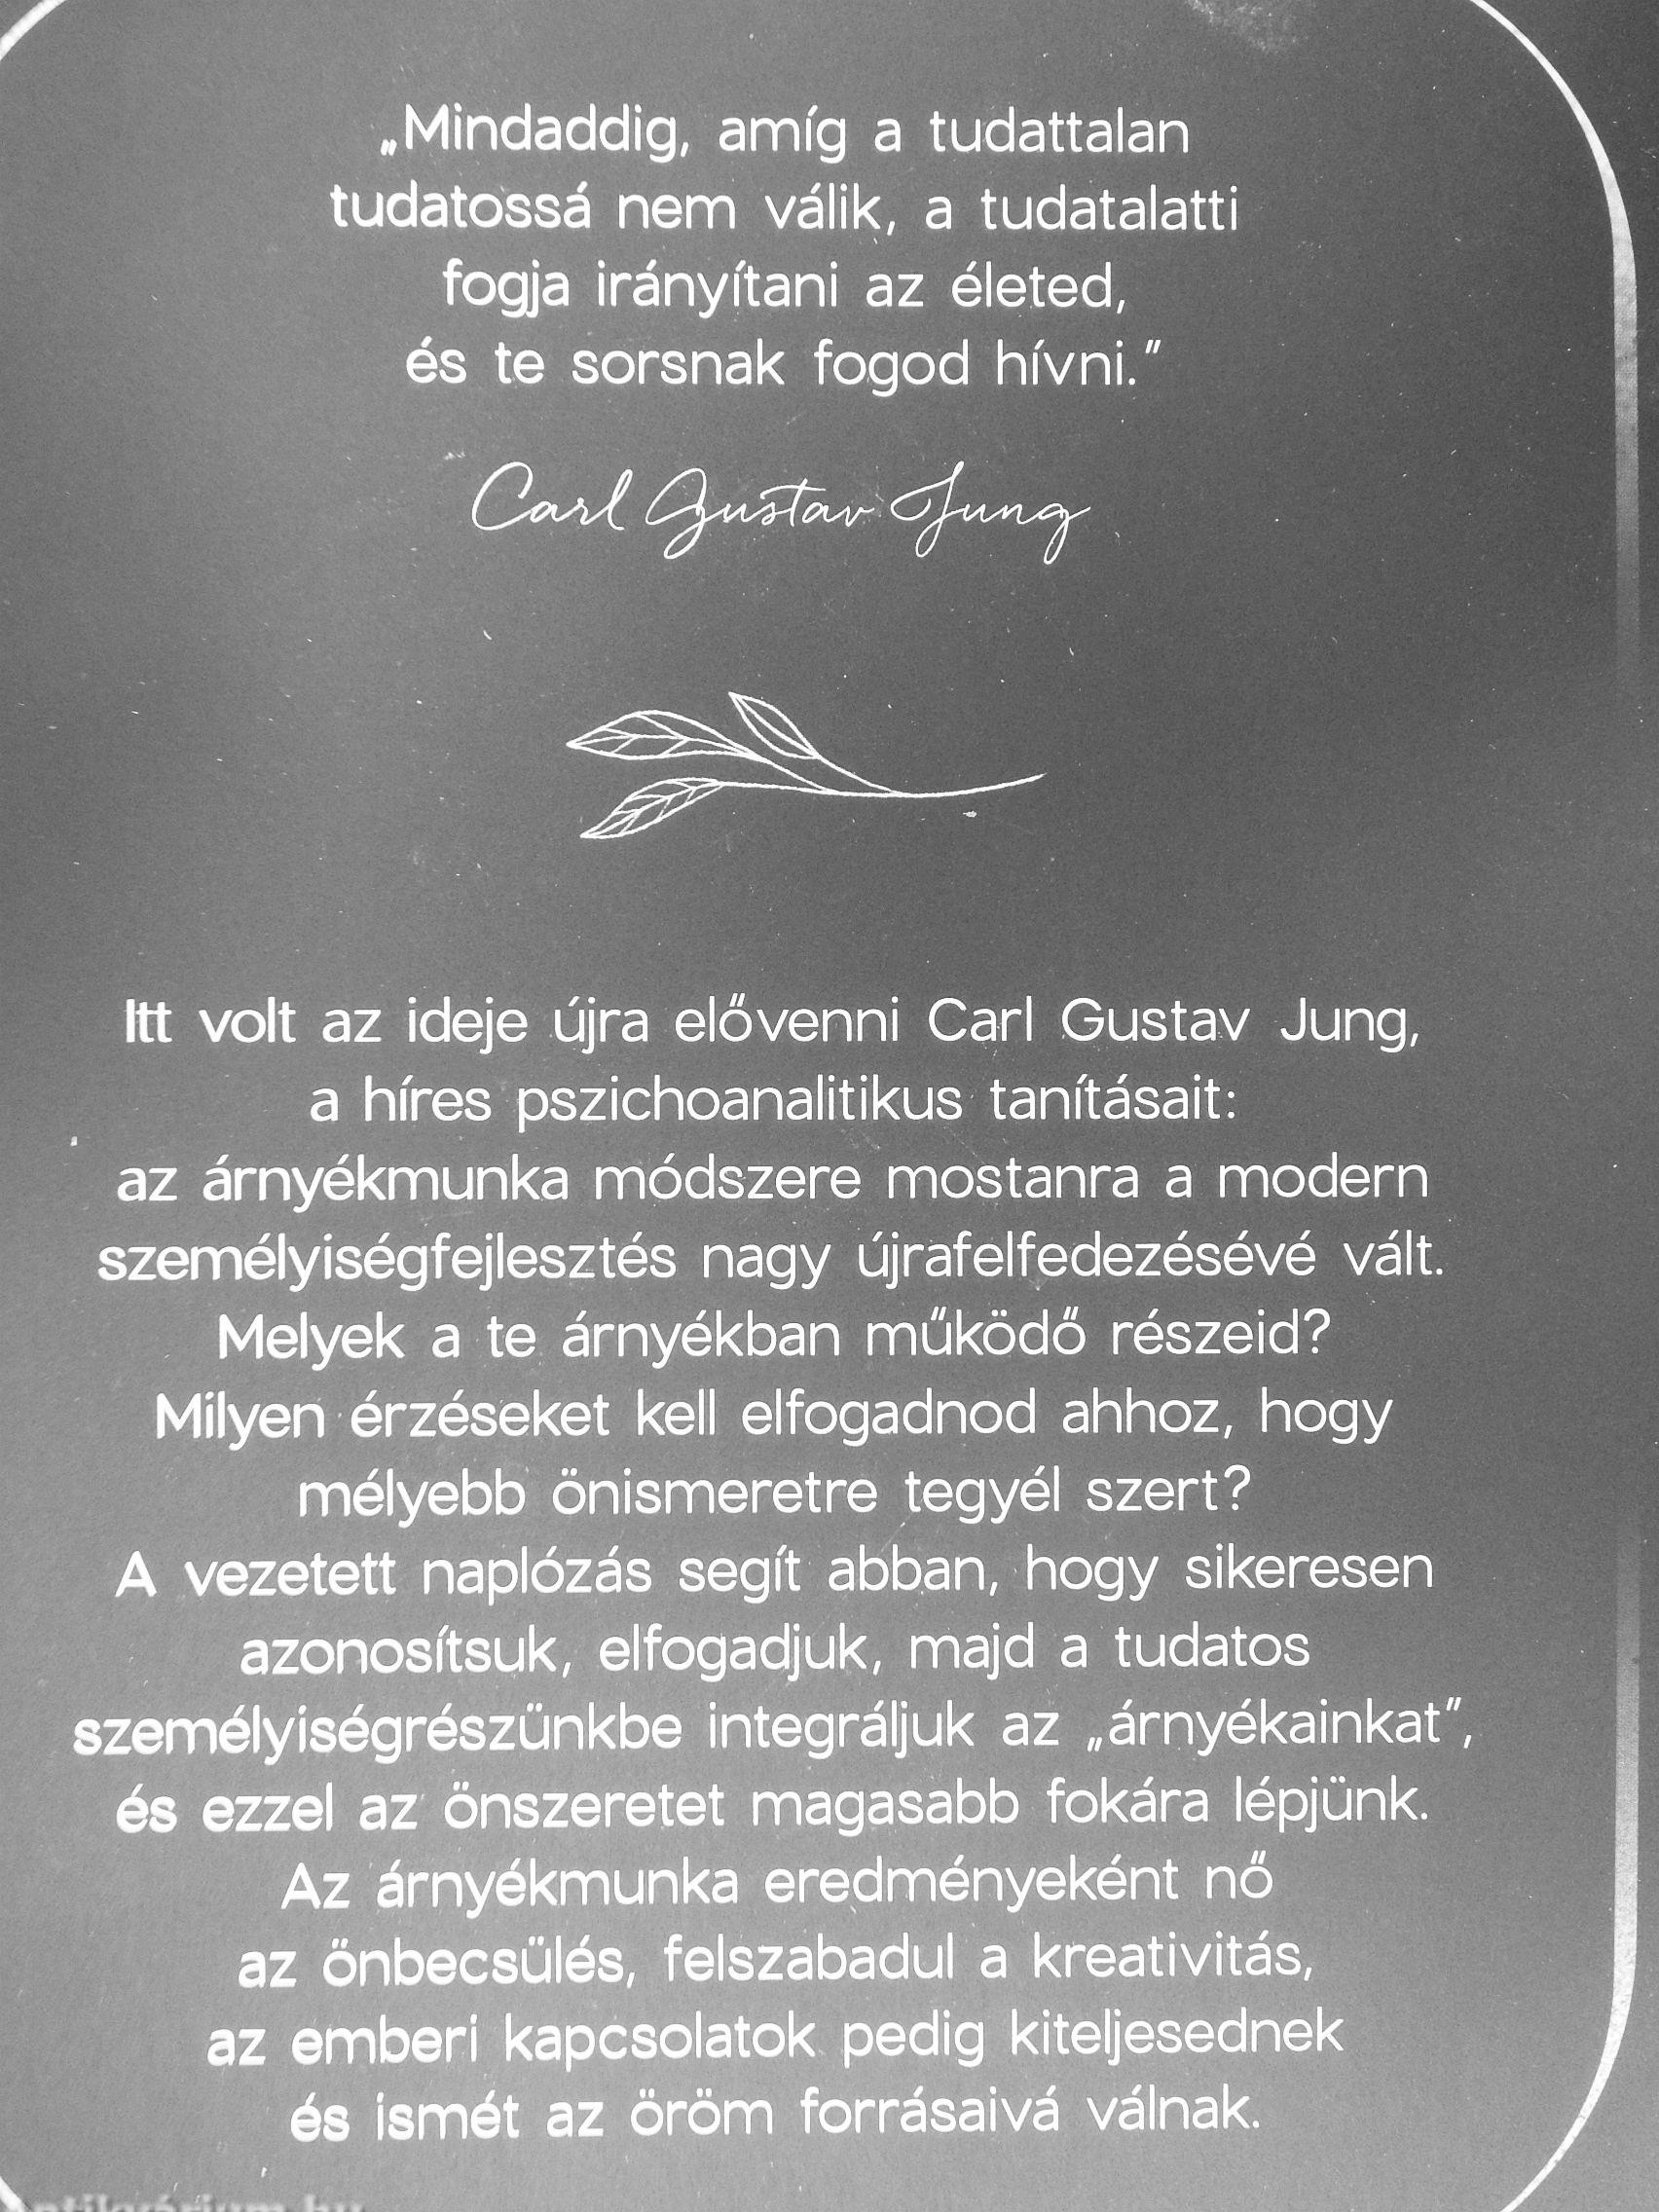 „Mindaddig, amíg a tudattalan
tudatossá nem válik, a tudatalatti
fogja irányítani az életed,
és te sorsnak fogod hívni.”
Carl Gustav Jung
Itt volt az ideje újra elővenni Carl Gustav Jung,
a híres pszichoanalitikus tanításait:
az árnyékmunka módszere mostanra a modern
személyiségfejlesztés nagy újrafelfedezésévé vált.
Melyek a te árnyékban működő részeid?
Milyen érzéseket kell elfogadnod ahhoz, hogy
mélyebb önismeretre tegyél szert?
A vezetett naplózás segít abban, hogy sikeresen
azonosítsuk, elfogadjuk, majd a tudatos
személyiségrészünkbe integráljuk az „árnyékainkat”,
és ezzel az önszeretet magasabb fokára lépjünk.
Az árnyékmunka eredményeként nő
az önbecsülés, felszabadul a kreativitás,
az emberi kapcsolatok pedig kiteljesednek
és ismét az öröm forrásaivá válnak.